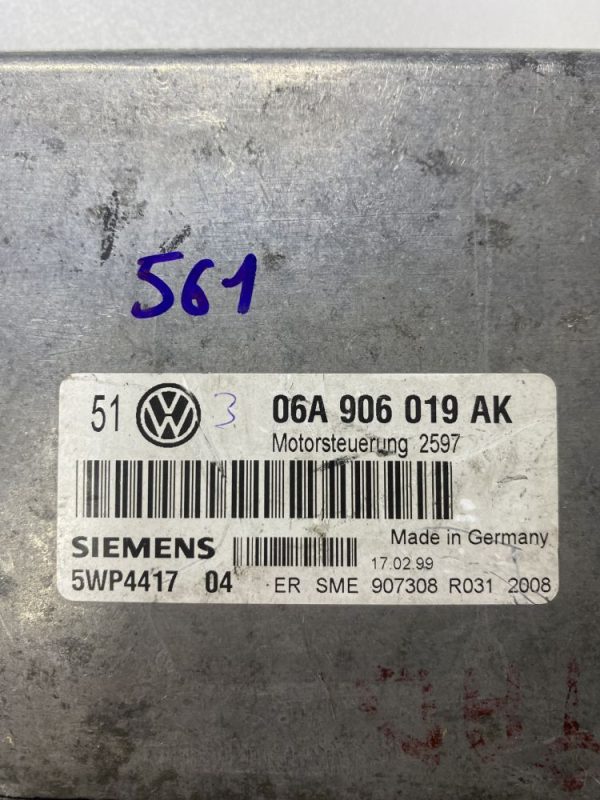 561
51 VW 3 06A 906 019 AK
Motorsteuerung 2597
Made in Germany
SIEMENS 17.02.99
5WP4417 04 ER SME 907308 R031 2008